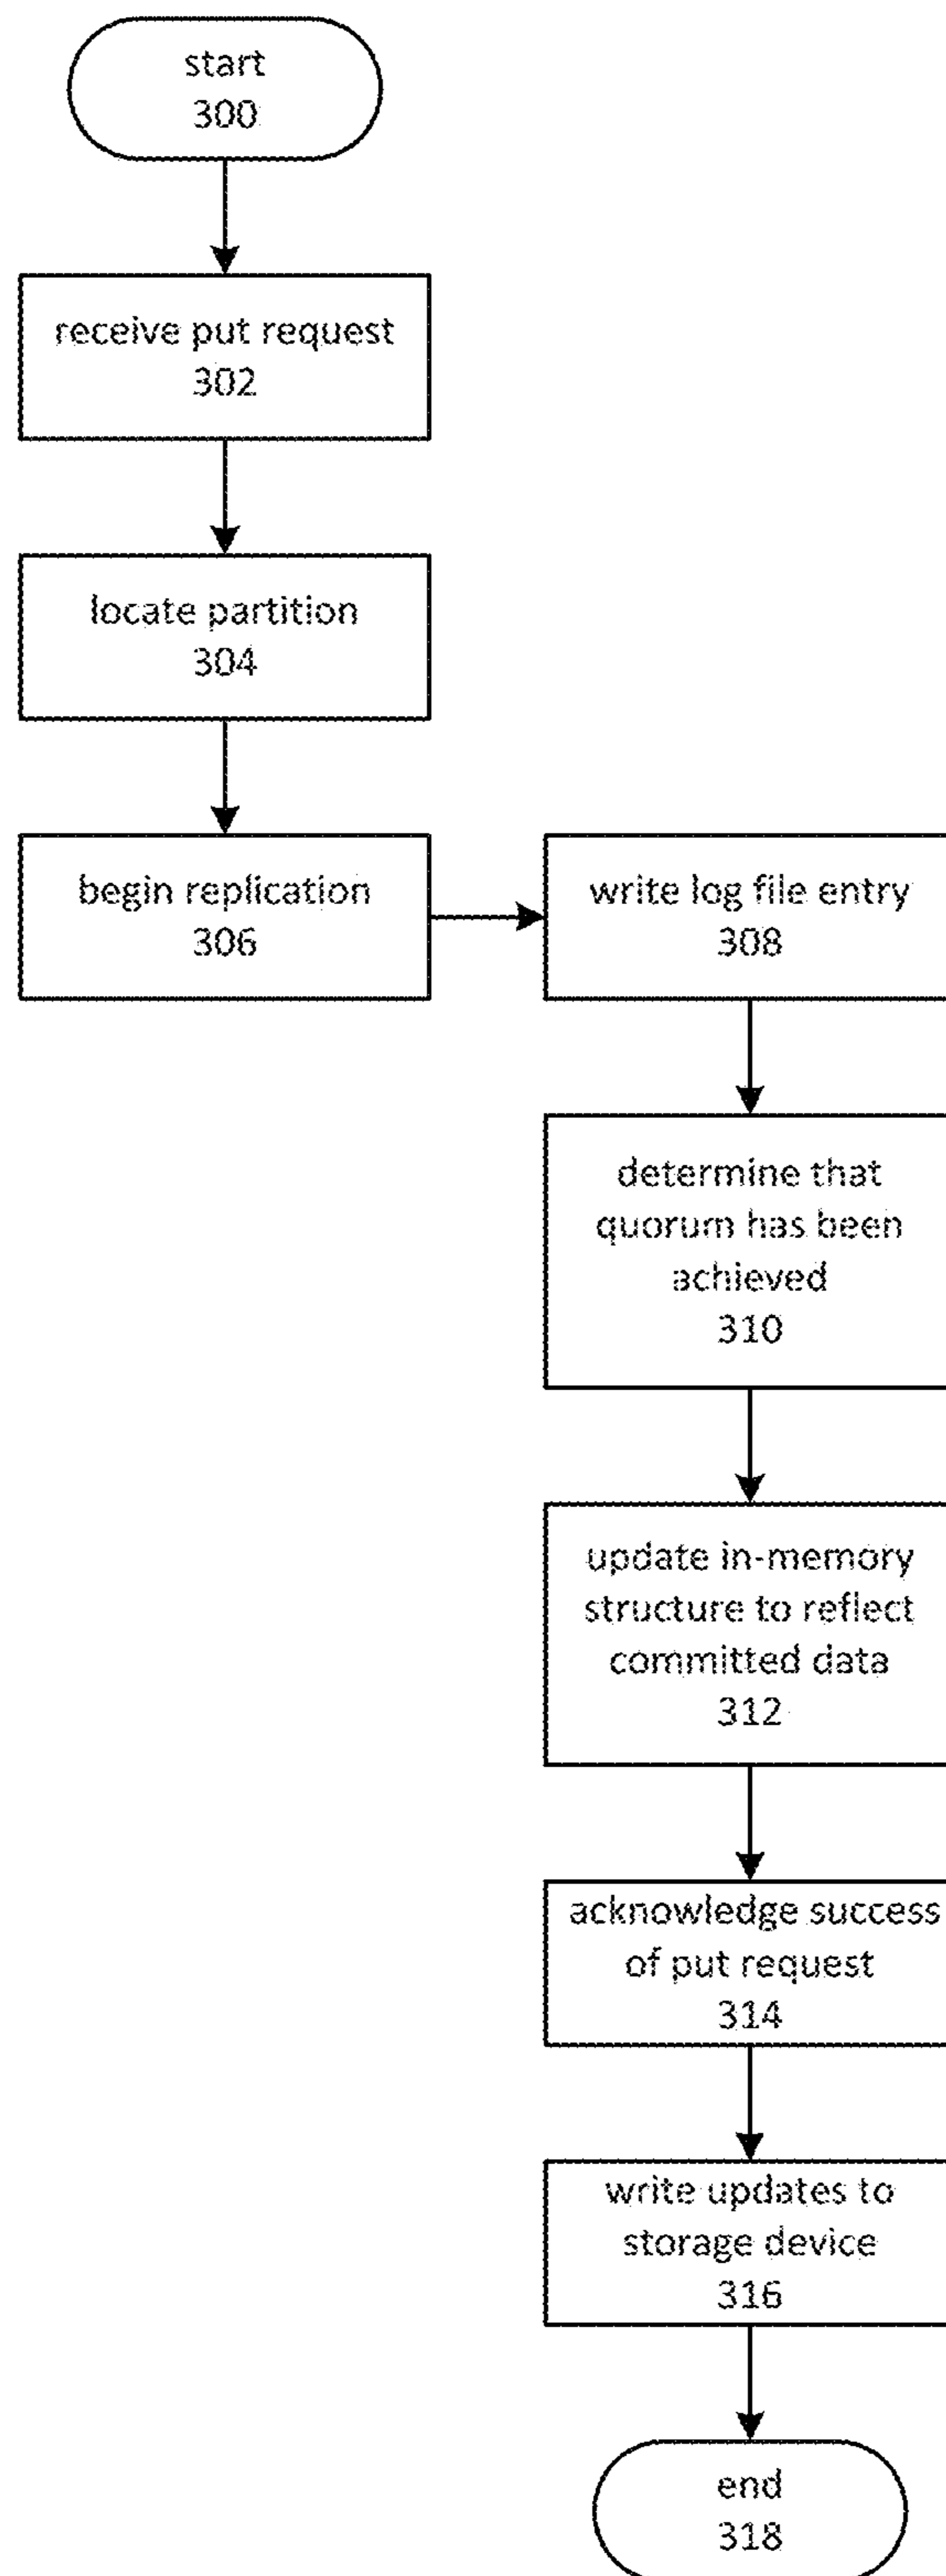 start
300
receive put request
302
locate partition
304
begin replication
306
write log file entry
308
determine that
quorum has been
achieved
310
update in-memory
structure to reflect
committed data
312
acknowledge success
of put request
314
write updates to
storage device
316
end
318